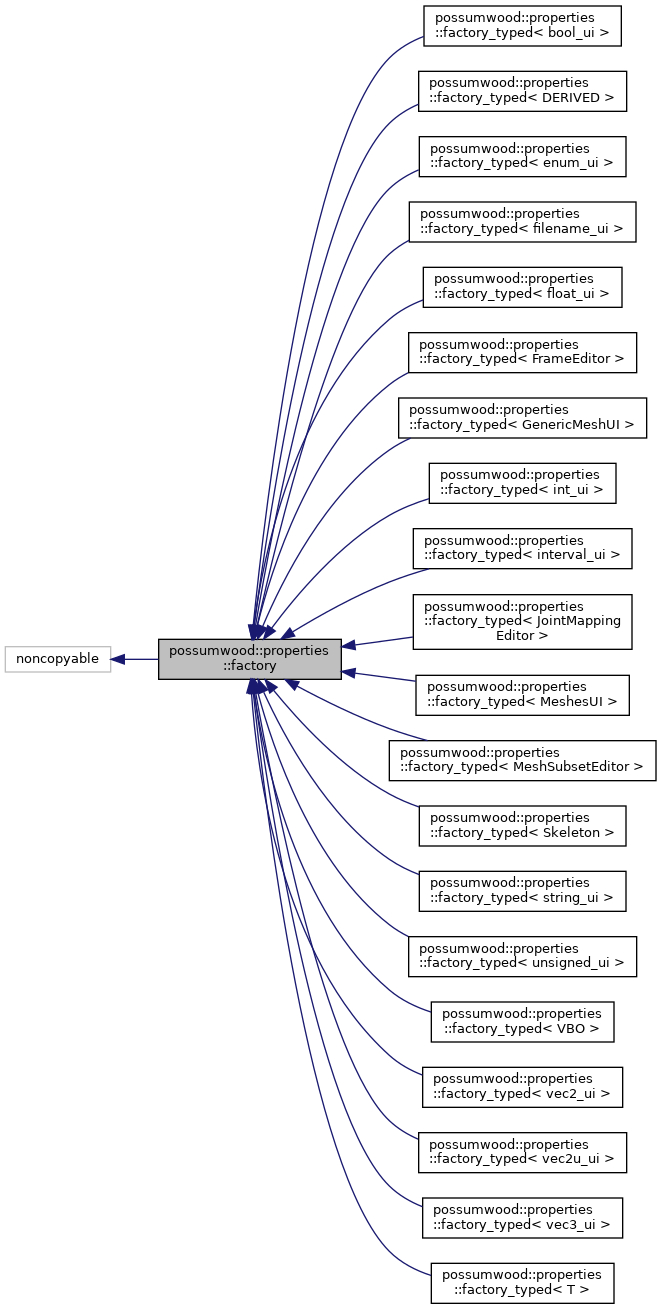 possumwood::properties
::factory_typed< bool_ui >
possumwood::properties
::factory_typed< DERIVED >
possumwood::properties
::factory_typed< enum_ui >
possumwood::properties
::factory_typed< filename_ui >
possumwood::properties
::factory_typed< float_ui >
possumwood::properties
::factory_typed< FrameEditor >
possumwood::properties
::factory_typed< GenericMeshUI >
possumwood::properties
::factory_typed< int_ui >
possumwood::properties
::factory_typed< interval_ui >
possumwood::properties
::factory_typed< JointMapping
Editor >
noncopyable
possumwood::properties
::factory
possumwood::properties
::factory_typed< MeshesUI >
possumwood::properties
::factory_typed< MeshSubsetEditor >
possumwood::properties
::factory_typed< Skeleton >
possumwood::properties
::factory_typed< string_ui >
possumwood::properties
::factory_typed< unsigned_ui >
possumwood::properties
::factory_typed< VBO >
possumwood::properties
::factory_typed< vec2_ui >
possumwood::properties
::factory_typed< vec2u_ui >
possumwood::properties
::factory_typed< vec3_ui >
possumwood::properties
::factory_typed< T >